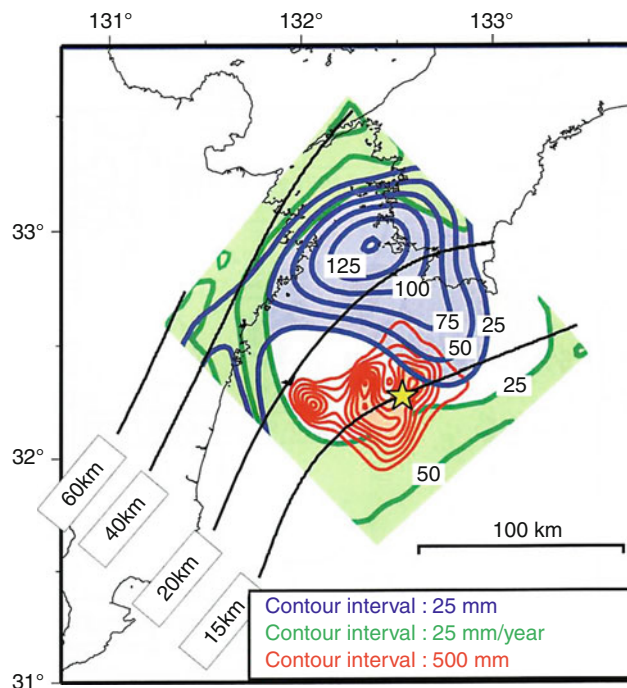 131° 132° 133°
33°
125
100
75
25
50
25
32°
50
60km
40km
20km
15km
100 km
Contour interval : 25 mm
Contour interval : 25 mm/year
Contour interval : 500 mm
31°